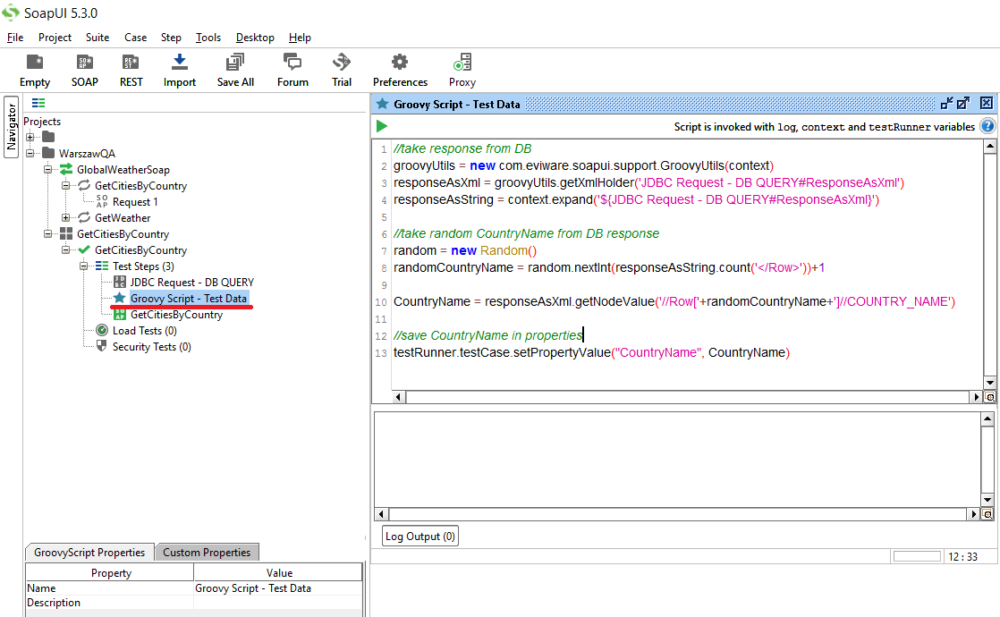 SoapUI 5.3.0
File Project Suite Case Step Tools Desktop Help
Empty SOAP REST Import Save All Forum Trial Preferences Proxy
Navigator
Projects
WarszawQA
GlobalWeatherSoap
GetCitiesByCountry
Request 1
GetWeather
GetCitiesByCountry
GetCitiesByCountry
Test Steps (3)
JDBC Request - DB QUERY
Groovy Script - Test Data
GetCitiesByCountry
Load Tests (0)
Security Tests (0)
GroovyScript Properties Custom Properties
Property Value
Name Groovy Script - Test Data
Description
Groovy Script - Test Data
Script is invoked with log, context and testRunner variables
1 //take response from DB
2 groovyUtils = new com.eviware.soapui.support.GroovyUtils(context)
3 responseAsXml = groovyUtils.getXmlHolder('JDBC Request - DB QUERY#ResponseAsXml')
4 responseAsString = context.expand('${JDBC Request - DB QUERY#ResponseAsXml}')
5
6 //take random CountryName from DB response
7 random = new Random()
8 randomCountryName = random.nextInt(responseAsString.count('</Row>'))+1
9
10 CountryName = responseAsXml.getNodeValue('//Row['+randomCountryName+']//COUNTRY_NAME')
11
12 //save CountryName in properties
13 testRunner.testCase.setPropertyValue("CountryName", CountryName)
Log Output (0)
12 : 33